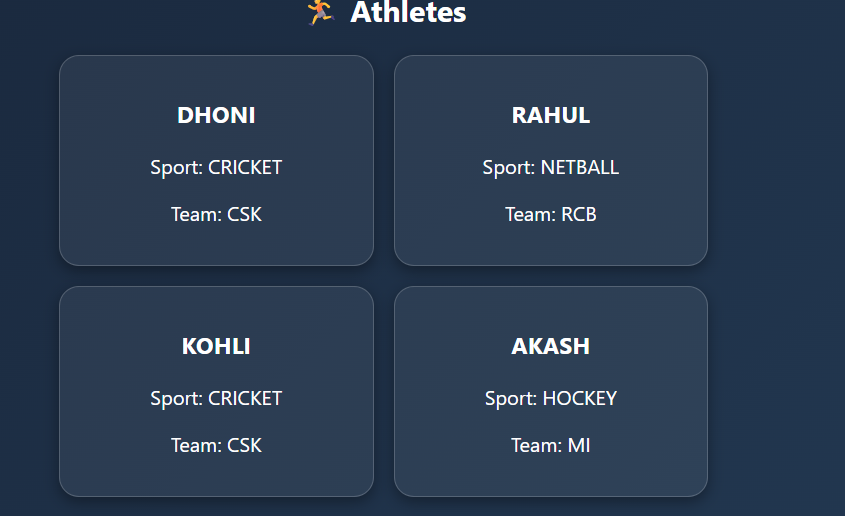 Athletes
DHONI
Sport: CRICKET
Team: CSK
RAHUL
Sport: NETBALL
Team: RCB
KOHLI
Sport: CRICKET
Team: CSK
AKASH
Sport: HOCKEY
Team: MI